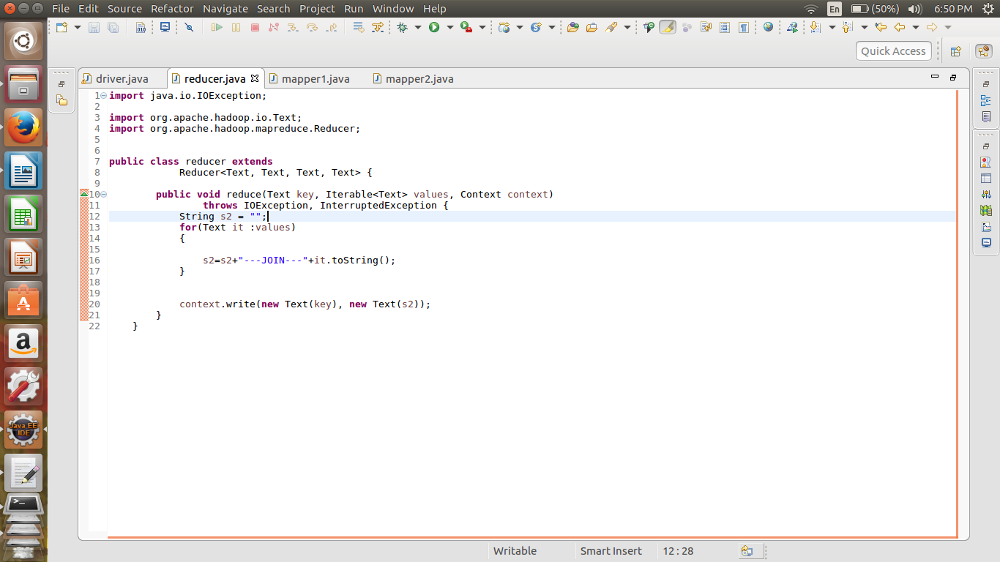 File Edit Source Refactor Navigate Search Project Run Window Help
En (50%) 6:50 PM
Quick Access
driver.java reducer.java mapper1.java mapper2.java
1 import java.io.IOException;
2
3 import org.apache.hadoop.io.Text;
4 import org.apache.hadoop.mapreduce.Reducer;
5
6
7 public class reducer extends
8 Reducer<Text, Text, Text, Text> {
9
10 public void reduce(Text key, Iterable<Text> values, Context context)
11 throws IOException, InterruptedException {
12 String s2 = "";
13 for(Text it :values)
14 {
15
16 s2=s2+"---JOIN---"+it.toString();
17 }
18
19
20 context.write(new Text(key), new Text(s2));
21 }
22 }
Java EE
IDE
Writable Smart Insert 12 : 28